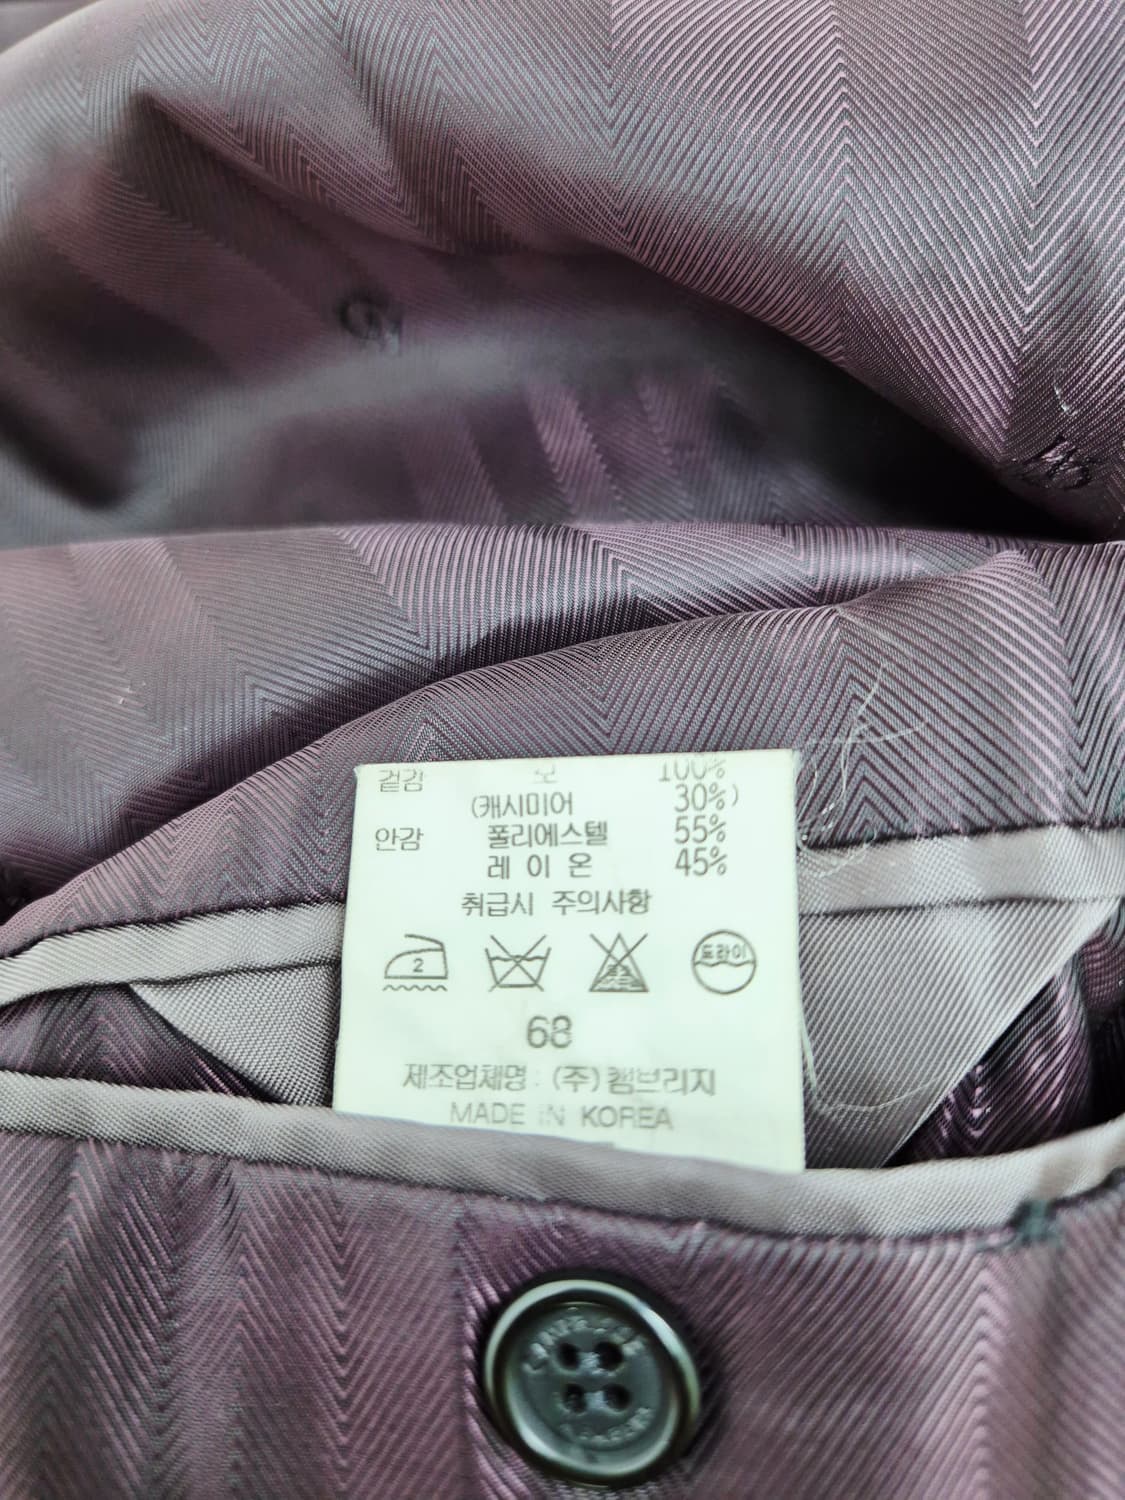 겉감 모 100%
(캐시미어 30%)
안감 폴리에스텔 55%
레이온 45%
취급시 주의사항
2 드라이
68
제조업체명 : (주) 캠브리지
MADE IN KOREA